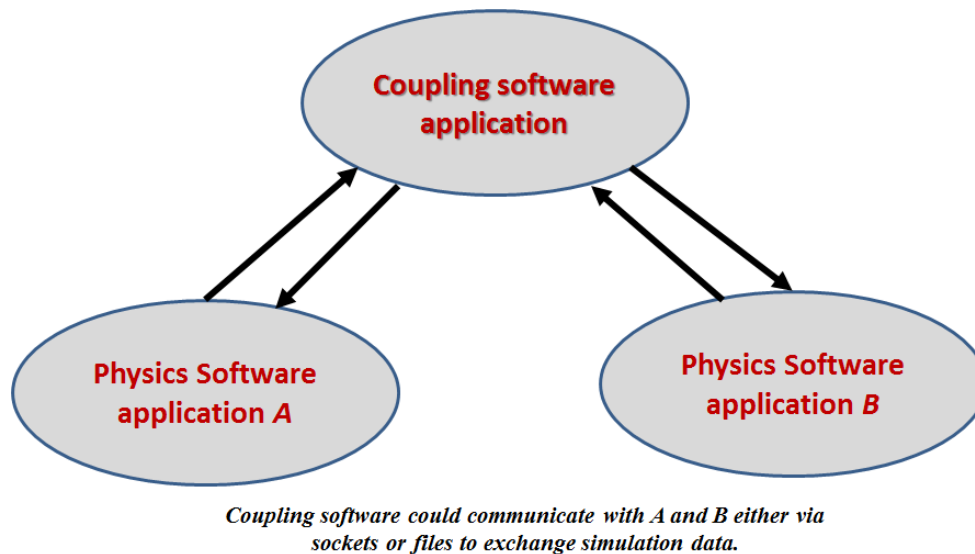 Coupling software
application
Physics Software
application A
Physics Software
application B
Coupling software could communicate with A and B either via
sockets or files to exchange simulation data.